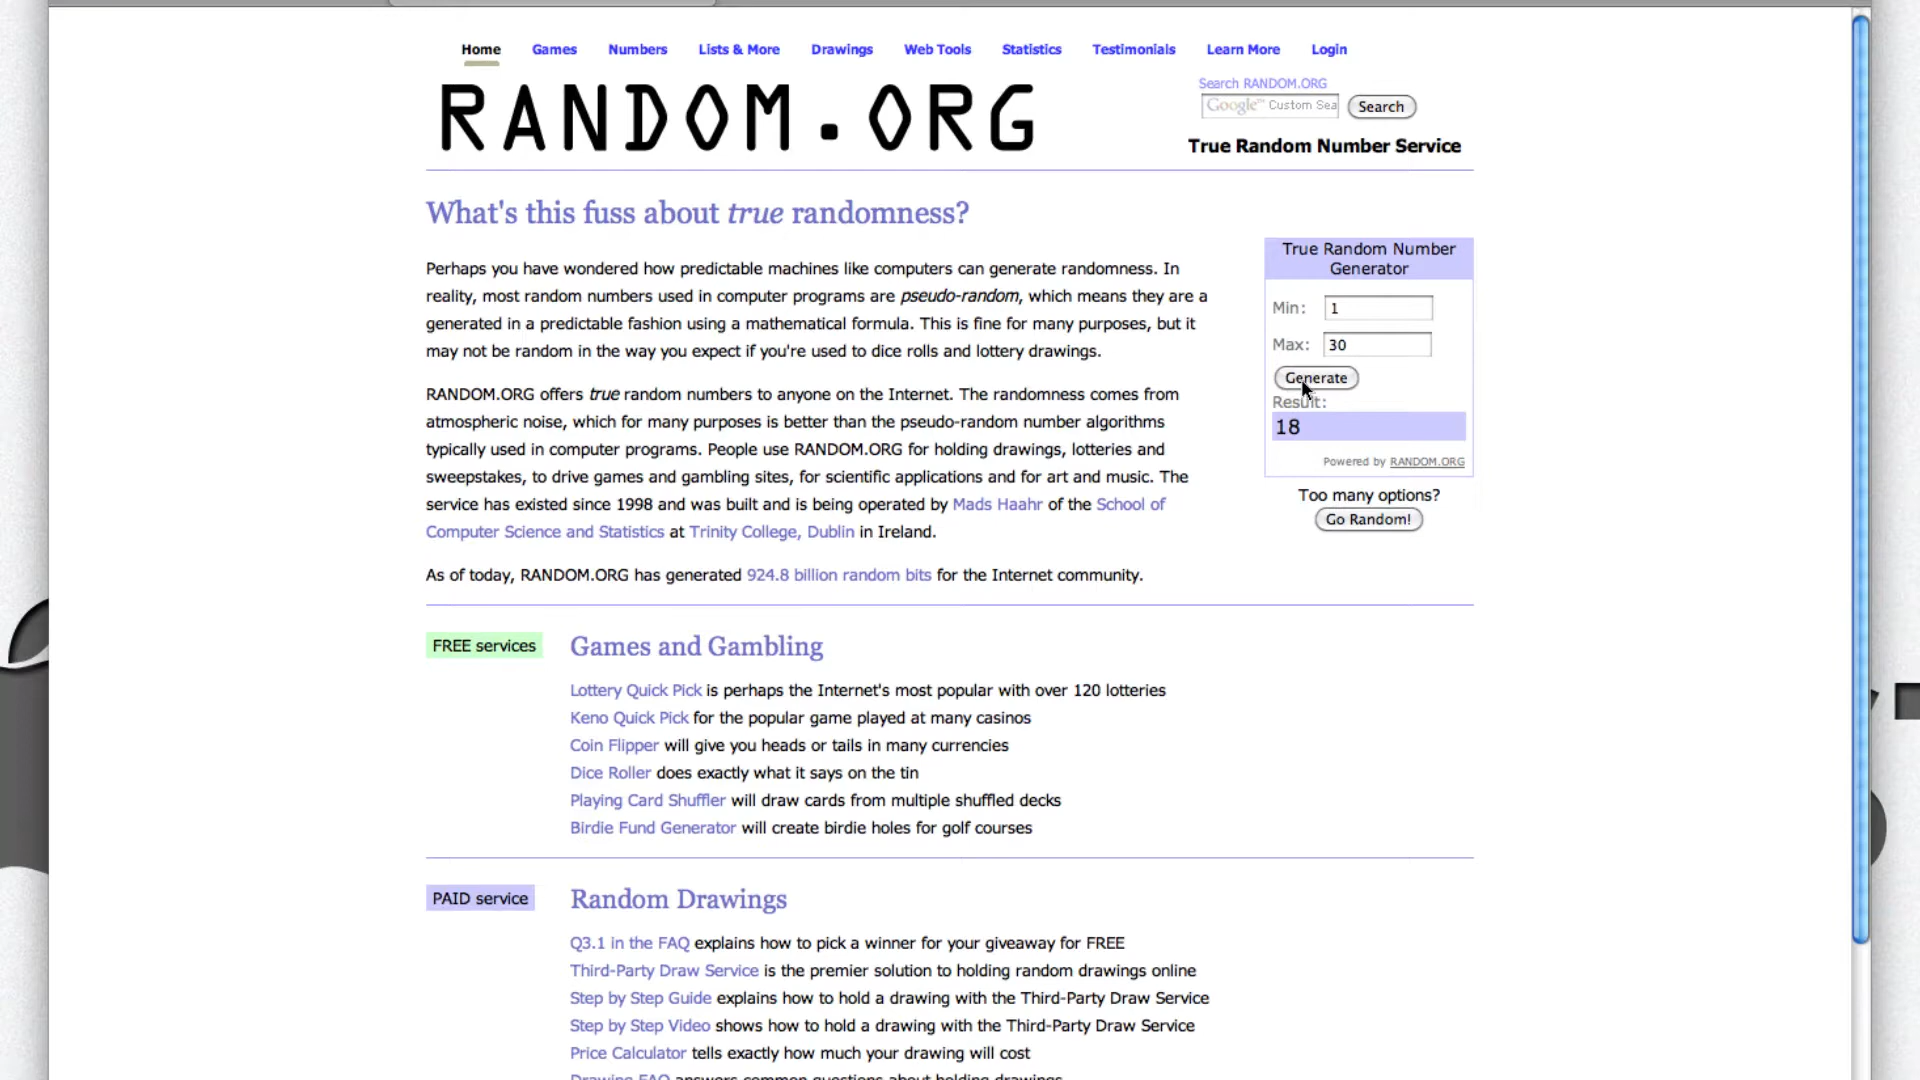 Home Games Numbers Lists & More Drawings Web Tools Statistics Testimonials Learn More Login
RANDOM.ORG
Search RANDOM.ORG
Google™ Custom Sea Search
True Random Number Service
What's this fuss about true randomness?
Perhaps you have wondered how predictable machines like computers can generate randomness. In
reality, most random numbers used in computer programs are pseudo-random, which means they are a
generated in a predictable fashion using a mathematical formula. This is fine for many purposes, but it
may not be random in the way you expect if you're used to dice rolls and lottery drawings.
RANDOM.ORG offers true random numbers to anyone on the Internet. The randomness comes from
atmospheric noise, which for many purposes is better than the pseudo-random number algorithms
typically used in computer programs. People use RANDOM.ORG for holding drawings, lotteries and
sweepstakes, to drive games and gambling sites, for scientific applications and for art and music. The
service has existed since 1998 and was built and is being operated by Mads Haahr of the School of
Computer Science and Statistics at Trinity College, Dublin in Ireland.
As of today, RANDOM.ORG has generated 924.8 billion random bits for the Internet community.
True Random Number
Generator
Min: 1
Max: 30
Generate
Result:
18
Powered by RANDOM.ORG
Too many options?
Go Random!
FREE services
Games and Gambling
Lottery Quick Pick is perhaps the Internet's most popular with over 120 lotteries
Keno Quick Pick for the popular game played at many casinos
Coin Flipper will give you heads or tails in many currencies
Dice Roller does exactly what it says on the tin
Playing Card Shuffler will draw cards from multiple shuffled decks
Birdie Fund Generator will create birdie holes for golf courses
PAID service
Random Drawings
Q3.1 in the FAQ explains how to pick a winner for your giveaway for FREE
Third-Party Draw Service is the premier solution to holding random drawings online
Step by Step Guide explains how to hold a drawing with the Third-Party Draw Service
Step by Step Video shows how to hold a drawing with the Third-Party Draw Service
Price Calculator tells exactly how much your drawing will cost
Drawing FAQ answers common questions about holding drawings